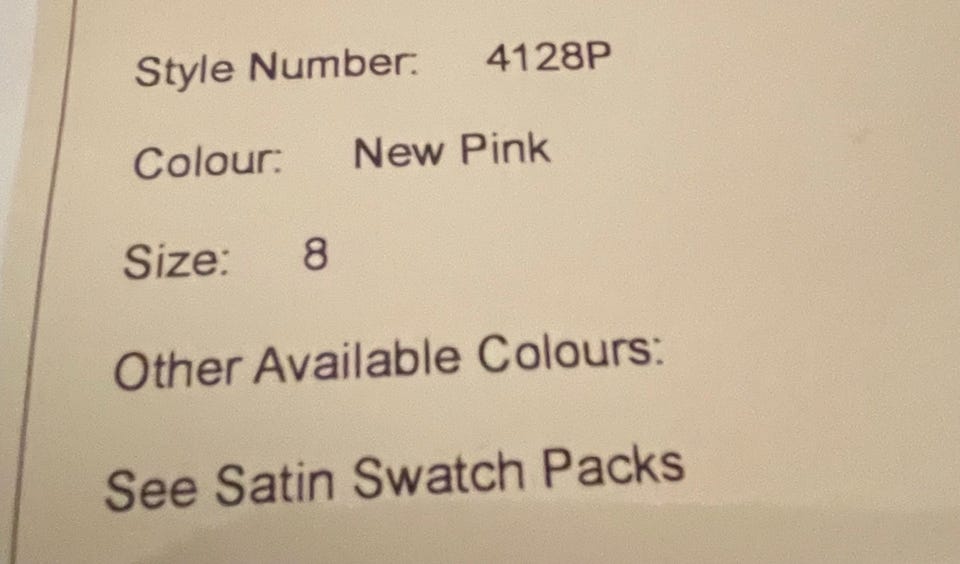 Style Number: 4128P
Colour: New Pink
Size: 8
Other Available Colours:
See Satin Swatch Packs